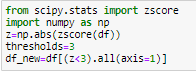 from scipy.stats import zscore
import numpy as np
z=np.abs(zscore(df))
thresholds=3
df_new=df[(z<3).all(axis=1)]